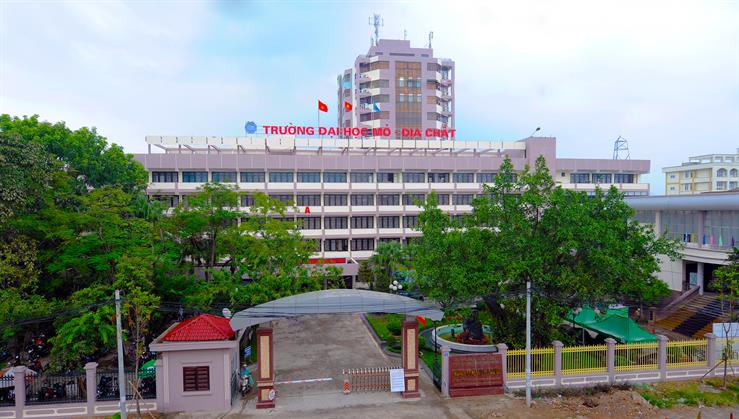 TRƯỜNG ĐẠI HỌC MỎ - ĐỊA CHẤT
A